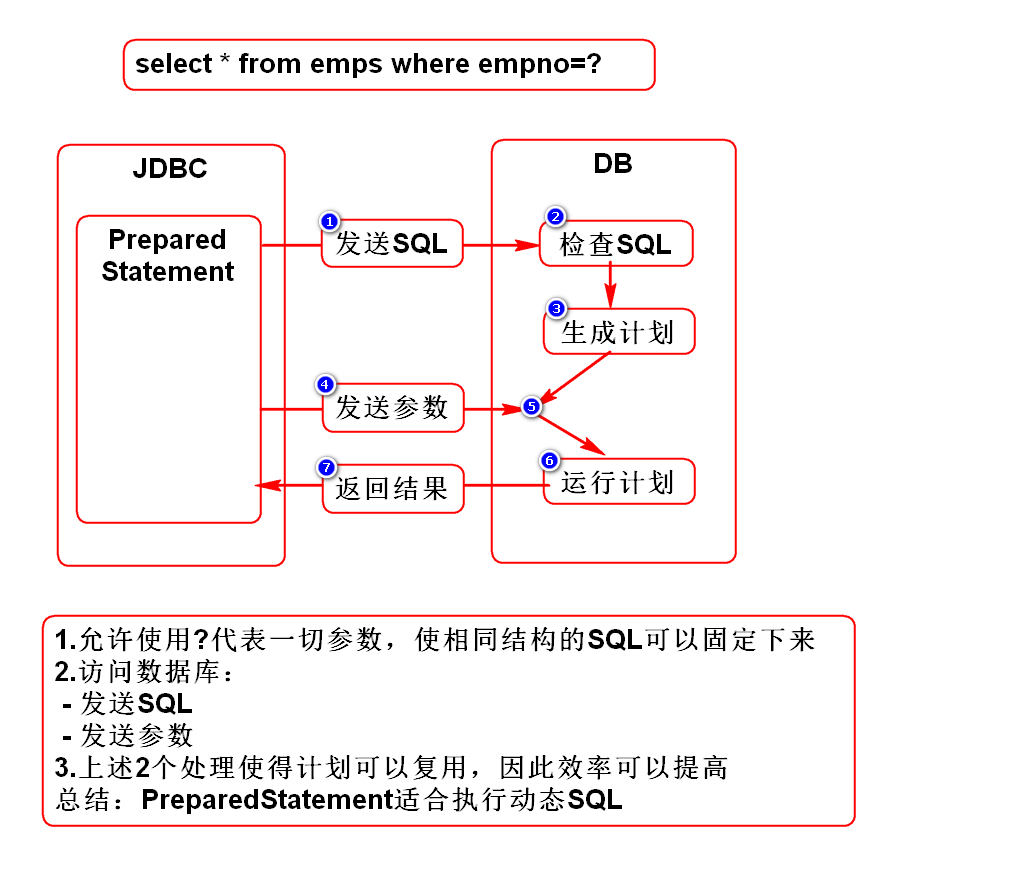 select * from emps where empno=?
JDBC
DB
Prepared
Statement
1
发送SQL
2
检查SQL
3
生成计划
4
发送参数
5
6
运行计划
7
返回结果
1.允许使用?代表一切参数，使相同结构的SQL可以固定下来
2.访问数据库：
- 发送SQL
- 发送参数
3.上述2个处理使得计划可以复用，因此效率可以提高
总结：PreparedStatement适合执行动态SQL